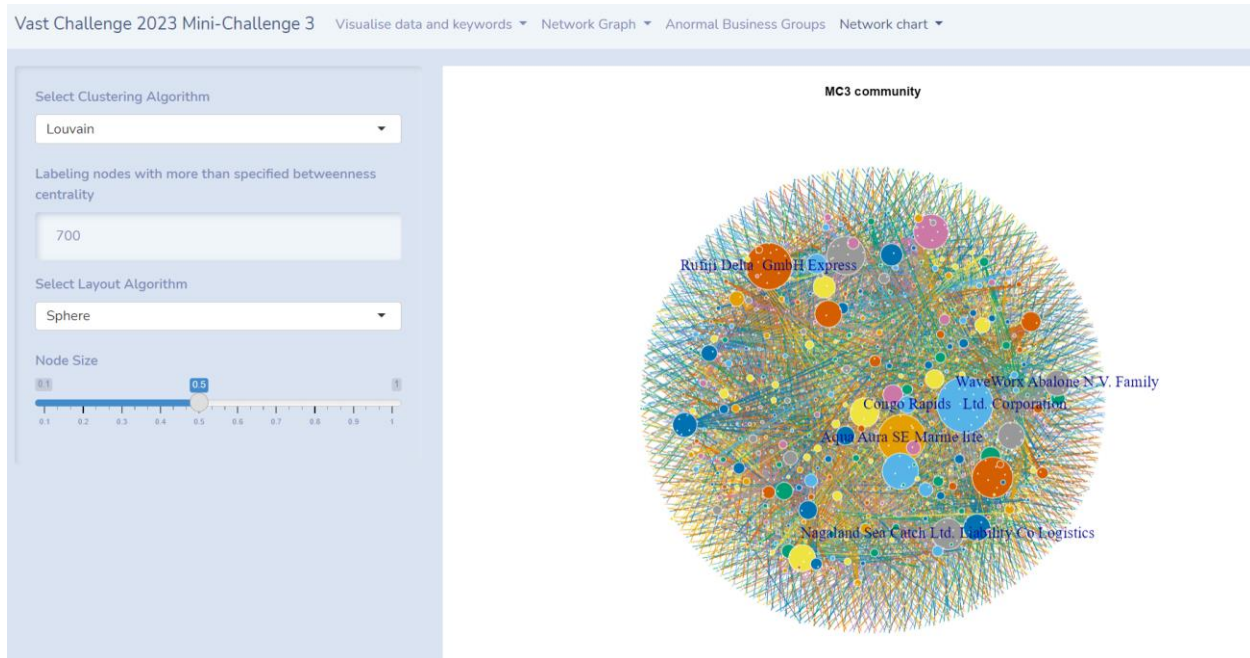 Vast Challenge 2023 Mini-Challenge 3 Visualise data and keywords Network Graph Anormal Business Groups Network chart
Select Clustering Algorithm
Louvain
Labeling nodes with more than specified betweenness
centrality
700
Select Layout Algorithm
Sphere
Node Size
0.1 0.5 1
0.1 0.2 0.3 0.4 0.5 0.6 0.7 0.8 0.9 1
MC3 community
Rufiji Delta GmbH Express
WaveWorx Abalone N.V. Family
Congo Rapids Ltd. Corporation
Aqua Aura SE Marine life
Nagaland Sea Catch Ltd. Liability Co Logistics